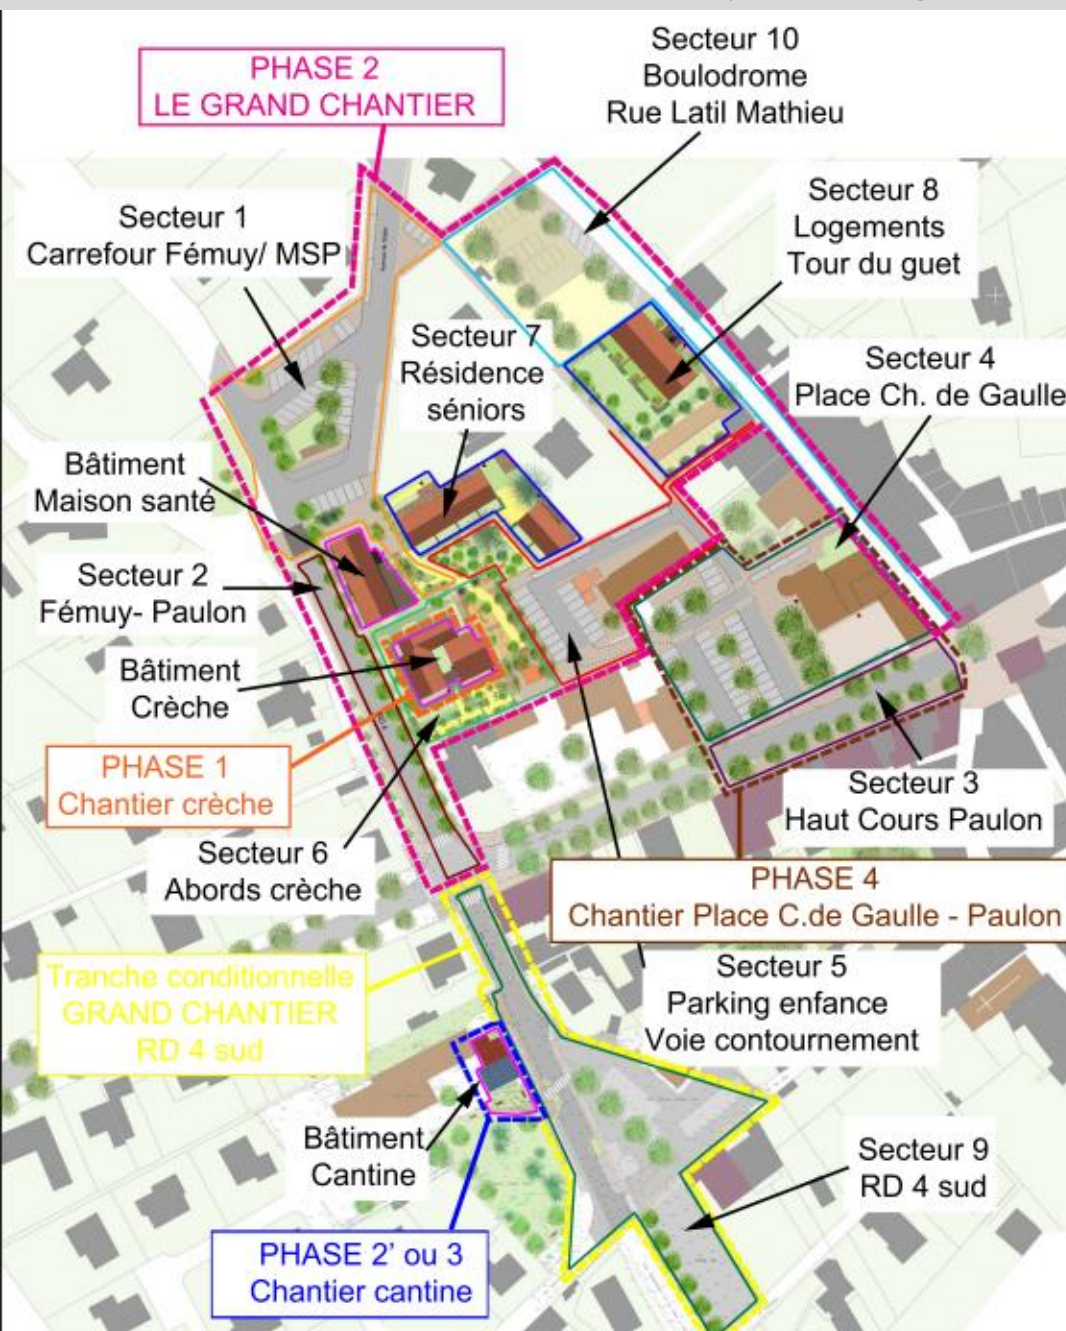 Secteur 10
Boulodrome
Rue Latil Mathieu
PHASE 2
LE GRAND CHANTIER
Secteur 8
Logements
Tour du guet
Secteur 1
Carrefour Fémuy/ MSP
Secteur 7
Résidence
séniors
Secteur 4
Place Ch. de Gaulle
Bâtiment
Maison santé
Secteur 2
Fémuy- Paulon
Bâtiment
Crèche
PHASE 1
Chantier crèche
Secteur 3
Haut Cours Paulon
Secteur 6
Abords crèche
PHASE 4
Chantier Place C.de Gaulle - Paulon
Tranche conditionnelle
GRAND CHANTIER
RD 4 sud
Secteur 5
Parking enfance
Voie contournement
Bâtiment
Cantine
Secteur 9
RD 4 sud
PHASE 2' ou 3
Chantier cantine